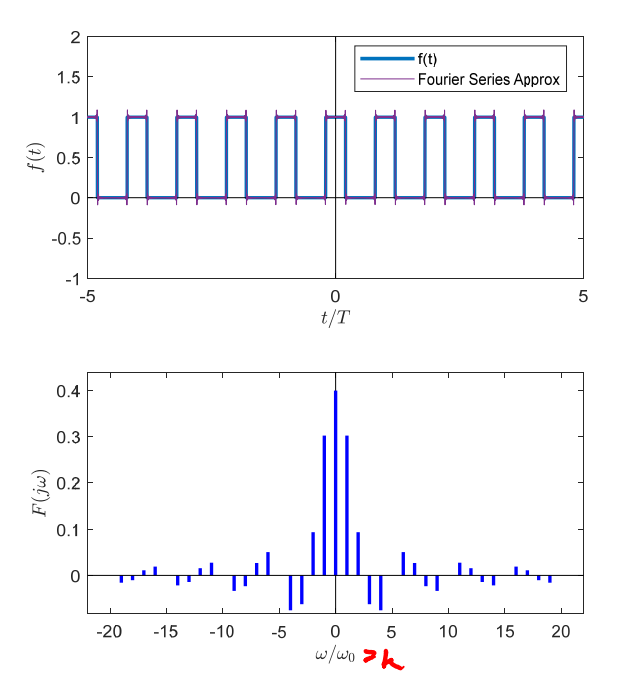 2
f(t)
1.5
Fourier Series Approx
1
f(t)
0.5
0
-0.5
-1
-5 0 5
t/T
0.4
0.3
F(jω)
0.2
0.1
0
-20 -15 -10 -5 0 5 10 15 20
ω/ω₀ >k